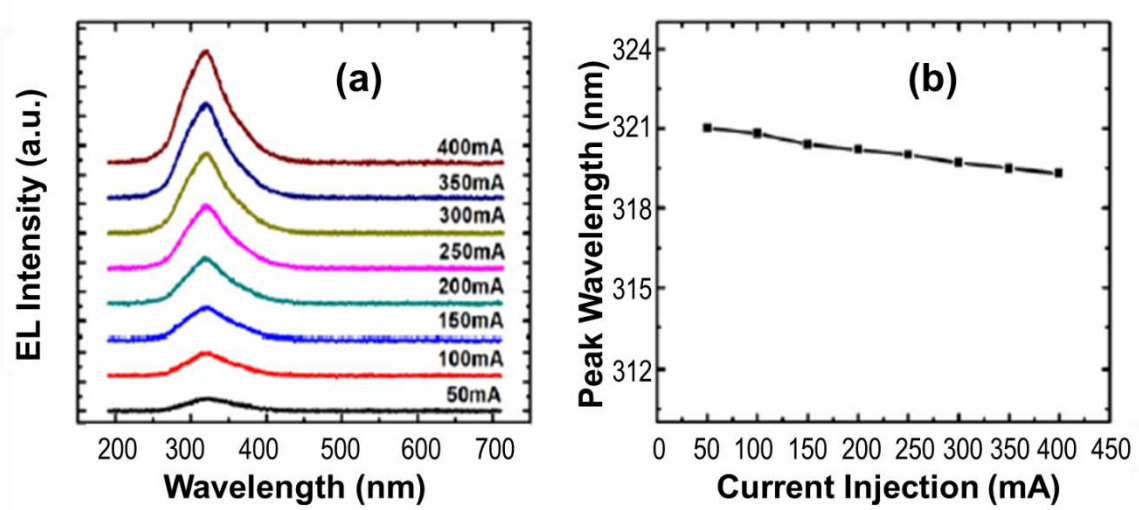 (a)
EL Intensity (a.u.)
400mA
350mA
300mA
250mA
200mA
150mA
100mA
50mA
200 300 400 500 600 700
Wavelength (nm)
(b)
Peak Wavelength (nm)
324
321
318
315
312
0 50 100 150 200 250 300 350 400 450
Current Injection (mA)